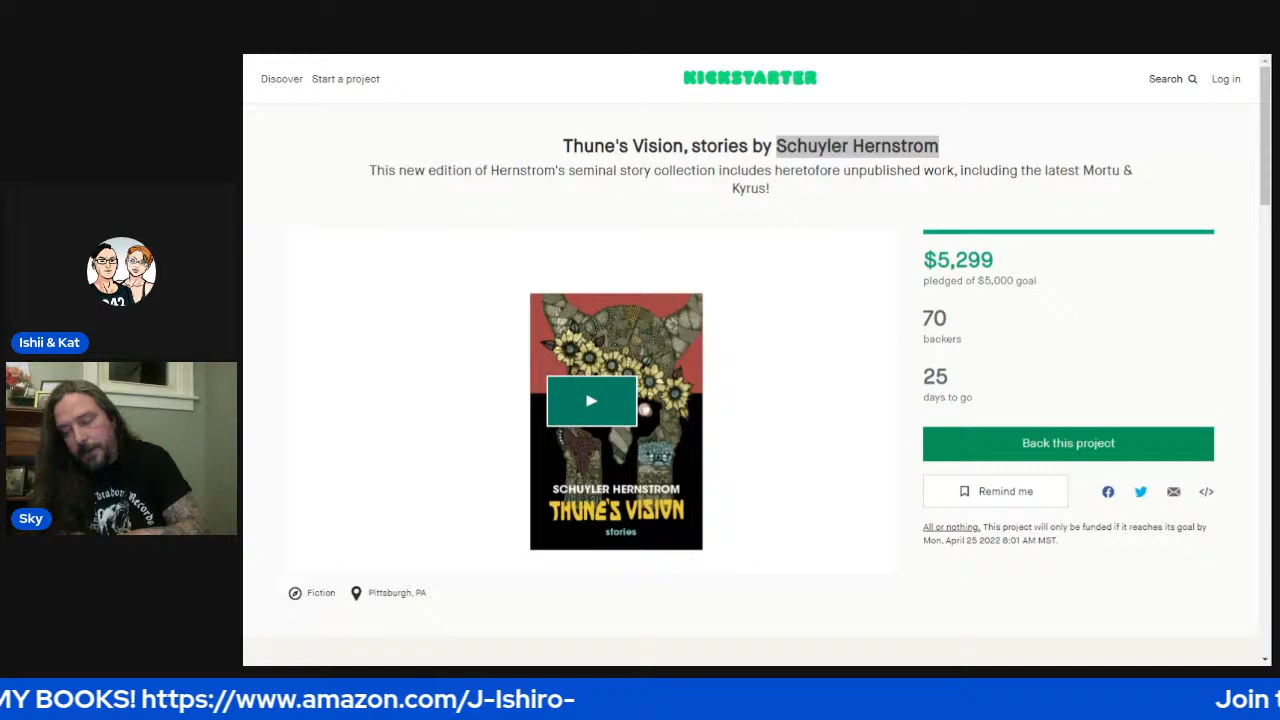 Discover Start a project
KICKSTARTER
Search Log in
Thune's Vision, stories by Schuyler Hernstrom
This new edition of Hernstrom's seminal story collection includes heretofore unpublished work, including the latest Mortu &
Kyrus!
$5,299
pledged of $5,000 goal
70
backers
25
days to go
Back this project
Remind me
All or nothing. This project will only be funded if it reaches its goal by
Mon, April 25 2022 8:01 AM MST.
SCHUYLER HERNSTROM
THUNE'S VISION
stories
Fiction Pittsburgh, PA
Ishii & Kat
Sky
MY BOOKS! https://www.amazon.com/J-Ishiro-
Join